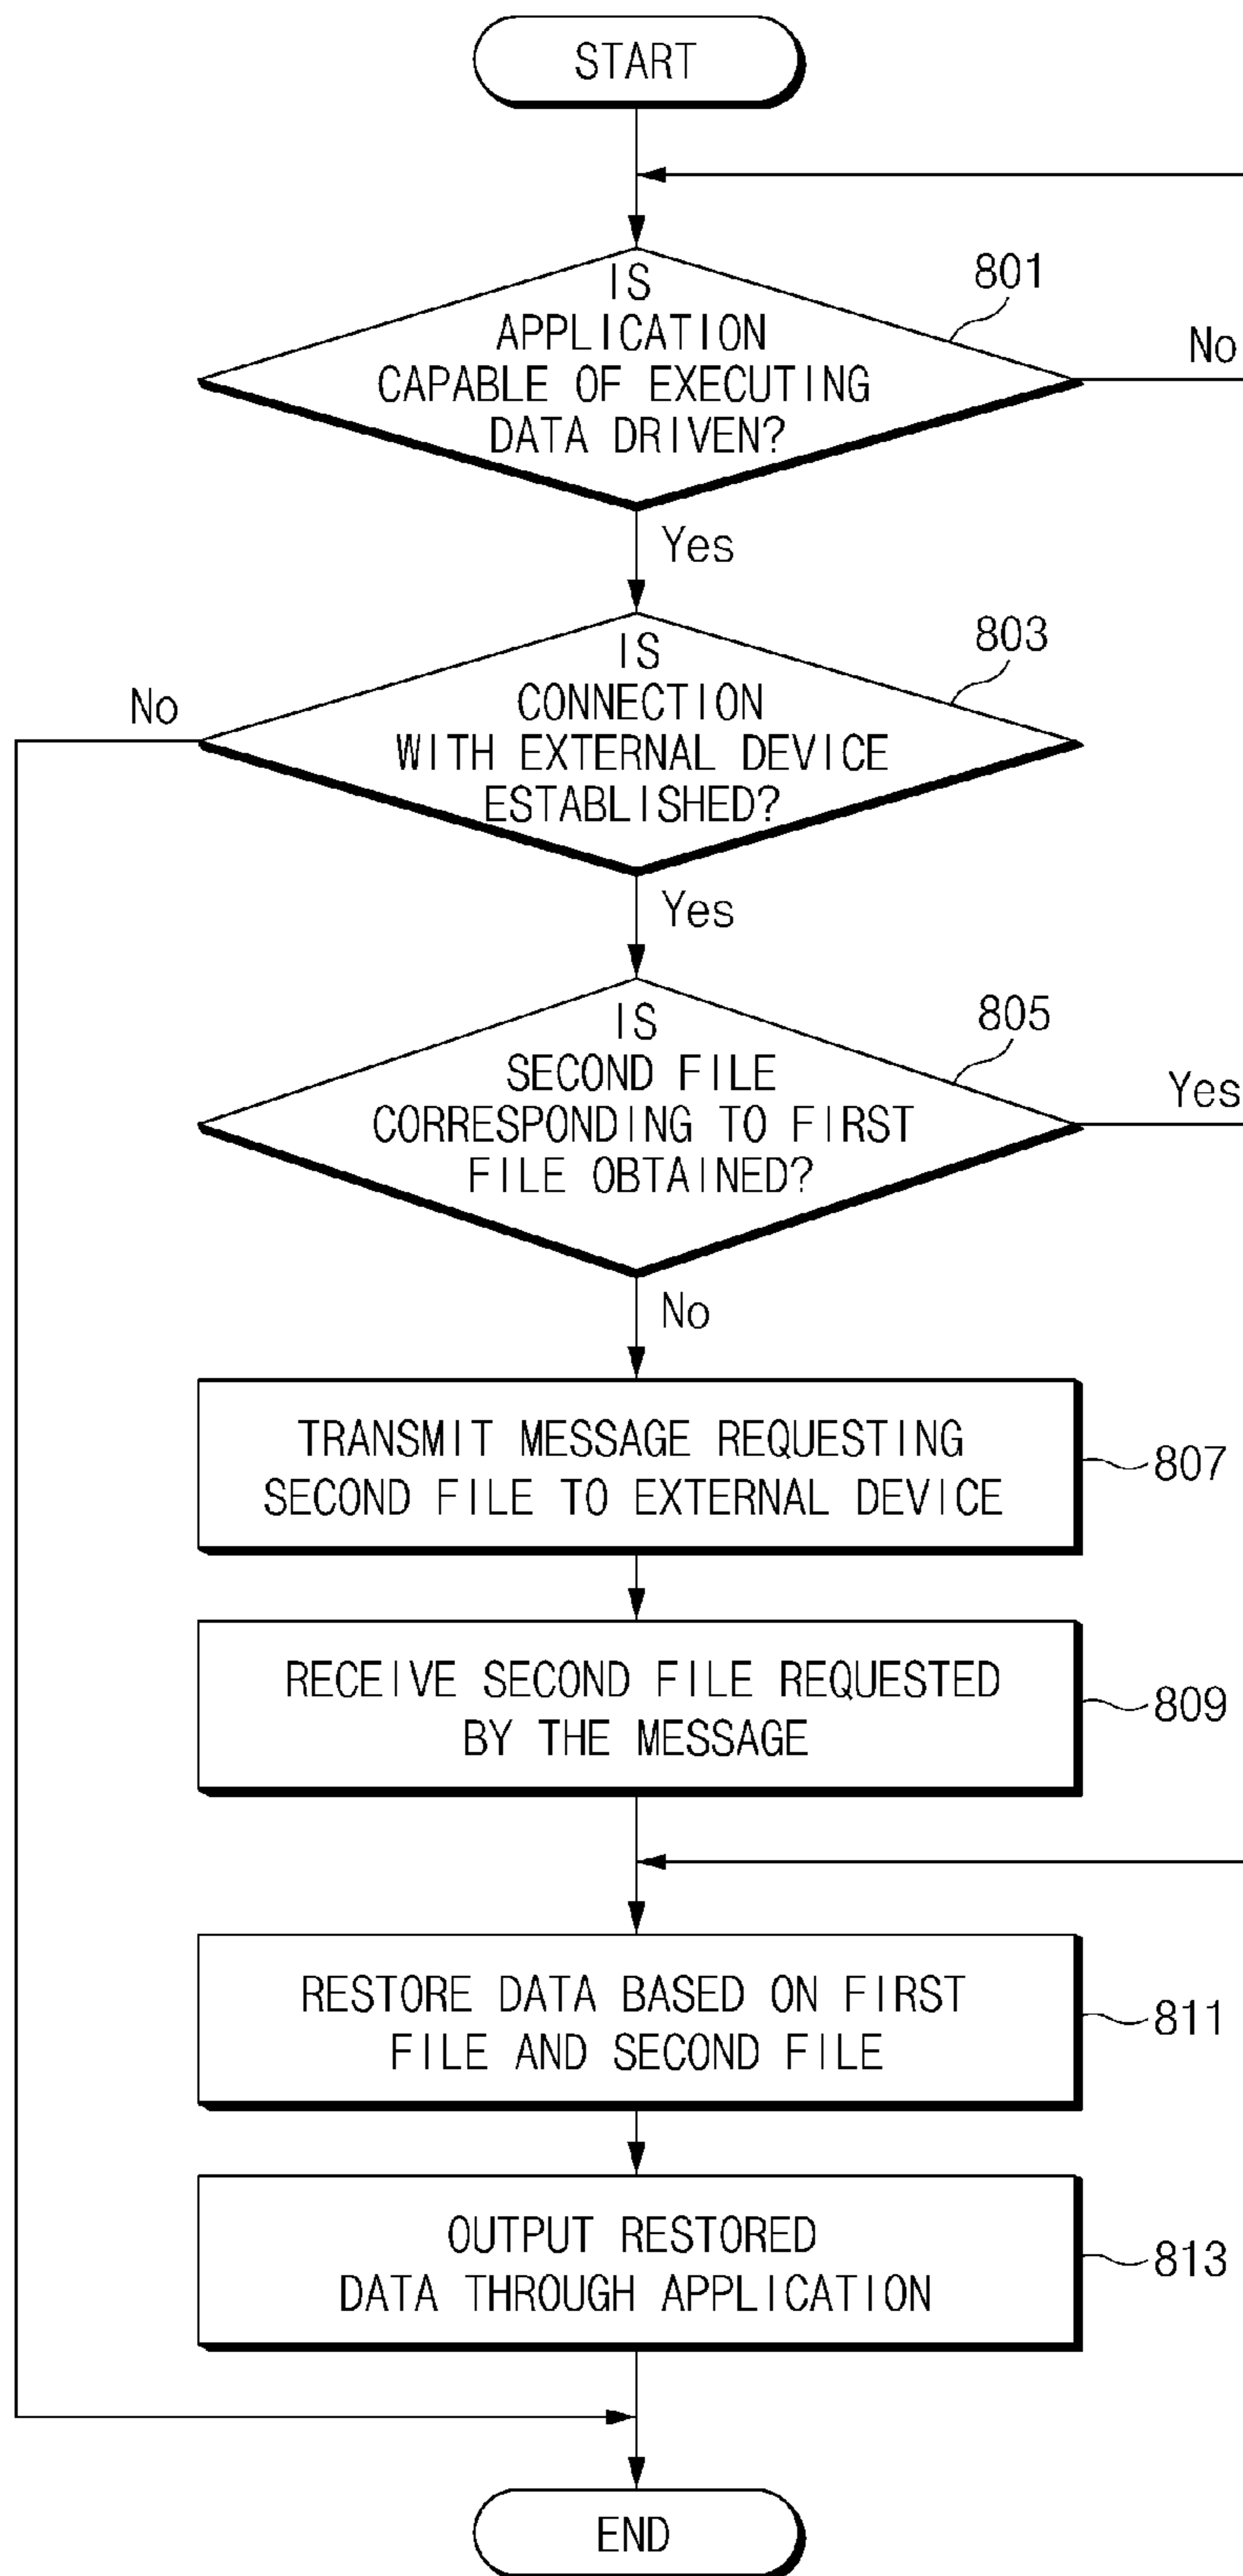 START
IS
APPLICATION
CAPABLE OF EXECUTING
DATA DRIVEN?
801
No
Yes
IS
CONNECTION
WITH EXTERNAL DEVICE
ESTABLISHED?
803
No
Yes
IS
SECOND FILE
CORRESPONDING TO FIRST
FILE OBTAINED?
805
Yes
No
TRANSMIT MESSAGE REQUESTING
SECOND FILE TO EXTERNAL DEVICE
807
RECEIVE SECOND FILE REQUESTED
BY THE MESSAGE
809
RESTORE DATA BASED ON FIRST
FILE AND SECOND FILE
811
OUTPUT RESTORED
DATA THROUGH APPLICATION
813
END